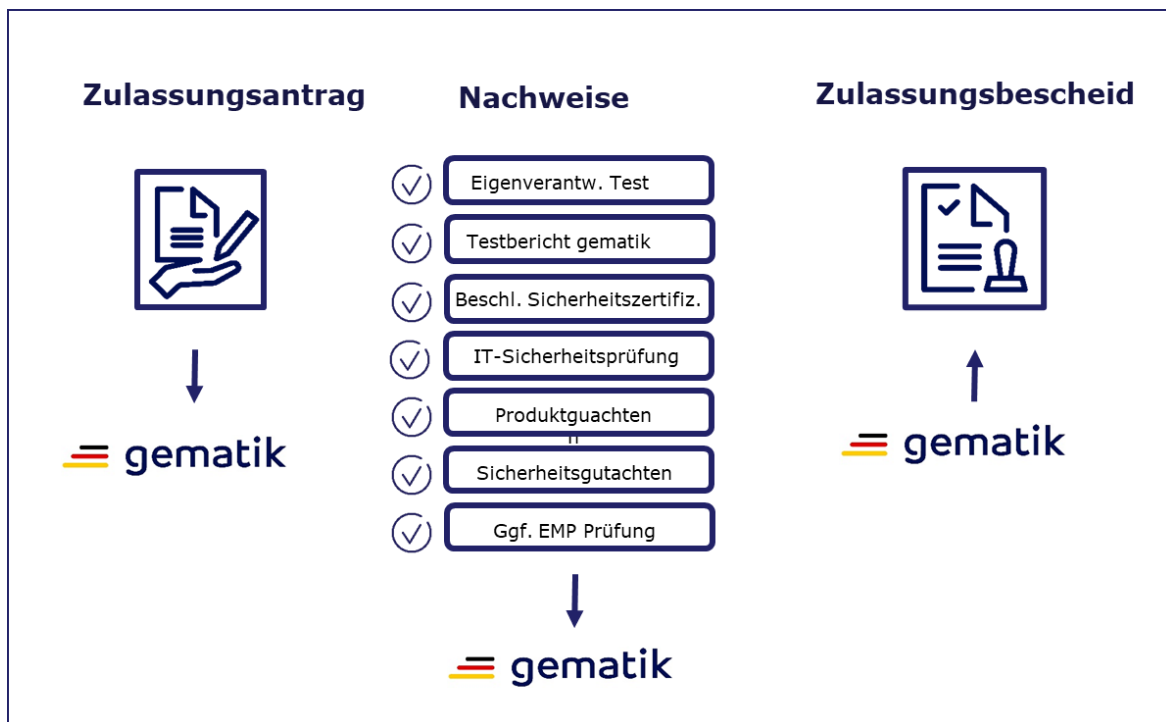 Zulassungsantrag
gematik
Nachweise
Eigenverantw. Test
Testbericht gematik
Beschl. Sicherheitszertifiz.
IT-Sicherheitsprüfung
Produktguachten
Sicherheitsgutachten
Ggf. EMP Prüfung
gematik
Zulassungsbescheid
gematik